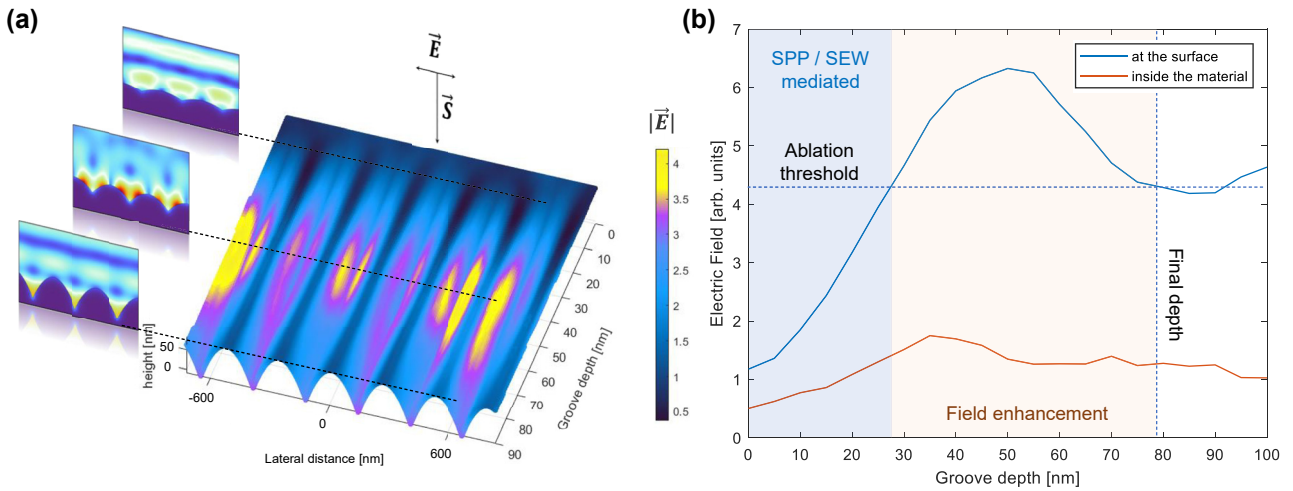 (a)
E
S
|E|
4
3.5
3
2.5
2
1.5
1
0.5
height [nm]
50
0
-600
0
600
Lateral distance [nm]
0
10
20
30
40
50
60
70
80
90
Groove depth [nm]
(b)
7
6
5
4
3
2
1
0
Electric Field [arb. units]
SPP / SEW
mediated
Ablation
threshold
at the surface
inside the material
Final depth
Field enhancement
0 10 20 30 40 50 60 70 80 90 100
Groove depth [nm]